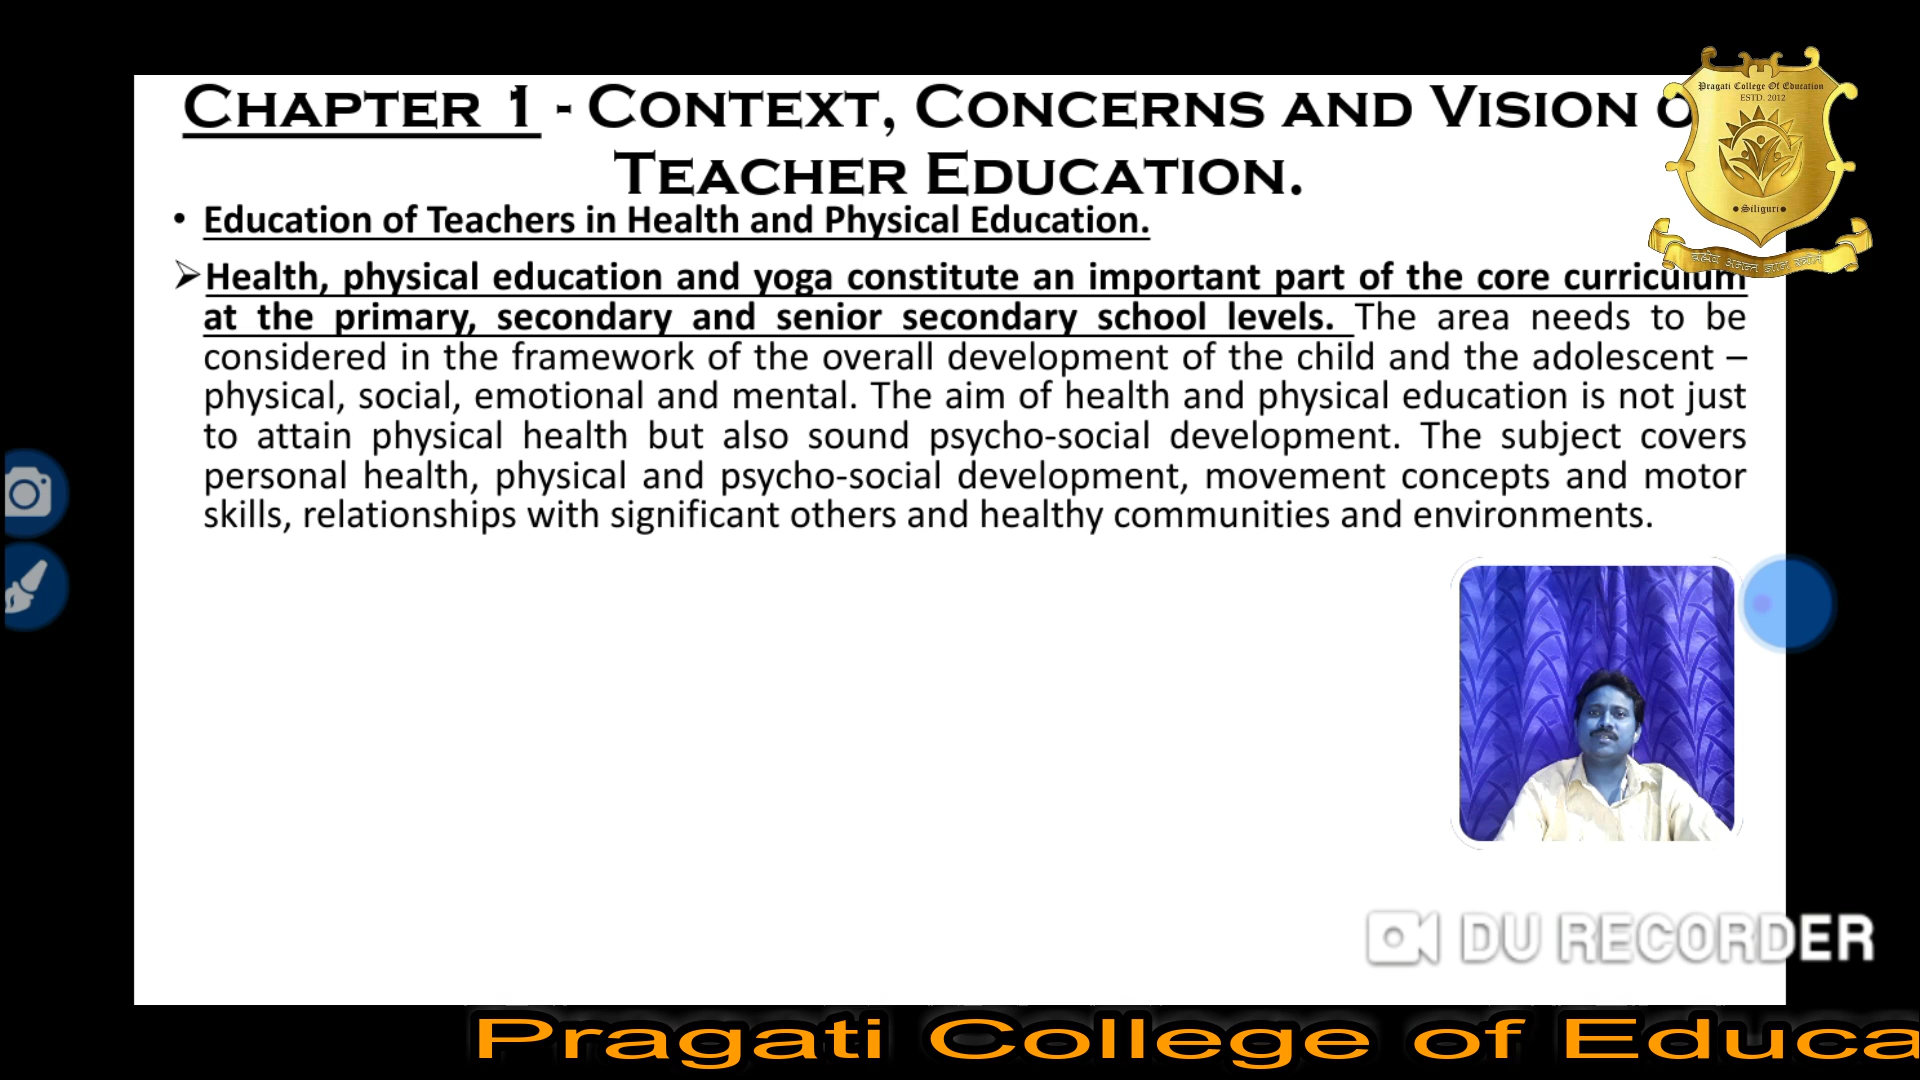 CHAPTER 1 - CONTEXT, CONCERNS AND VISION O
TEACHER EDUCATION.
Pragati College Of Education
ESTD. 2012
• Siliguri •
• Education of Teachers in Health and Physical Education.
➢ Health, physical education and yoga constitute an important part of the core curriculum
at the primary, secondary and senior secondary school levels. The area needs to be
considered in the framework of the overall development of the child and the adolescent –
physical, social, emotional and mental. The aim of health and physical education is not just
to attain physical health but also sound psycho-social development. The subject covers
personal health, physical and psycho-social development, movement concepts and motor
skills, relationships with significant others and healthy communities and environments.
DU RECORDER
Pragati College of Educa